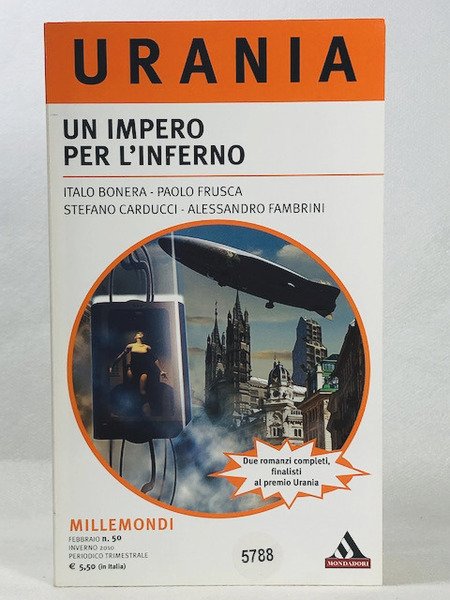 URANIA
UN IMPERO
PER L'INFERNO
ITALO BONERA - PAOLO FRUSCA
STEFANO CARDUCCI - ALESSANDRO FAMBRINI
Due romanzi completi,
finalisti
al premio Urania
MILLEMONDI
FEBBRAIO n. 50
INVERNO 2010
PERIODICO TRIMESTRALE
€ 5,50 (in Italia)
5788
MONDADORI